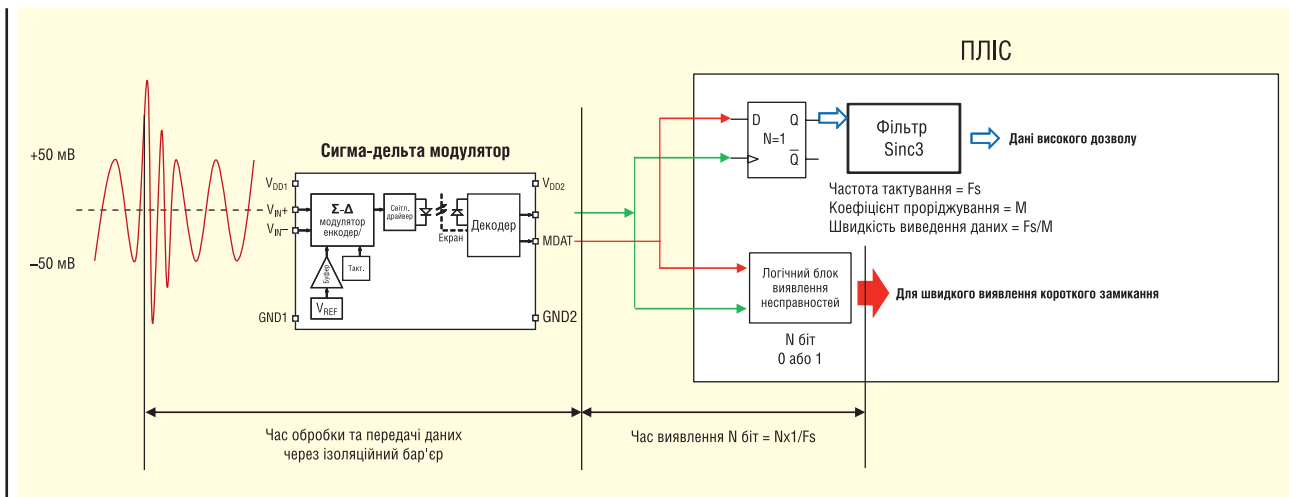 ПЛІС
+50 мВ
−50 мВ
Сигма-дельта модулятор
VDD1
VIN+
VIN−
GND1
Σ-Δ
модулятор
енкодер/
Буфер
Такт.
VREF
Світл.
драйвер
Екран
Декодер
VDD2
MDAT
GND2
D Q
N=1
Q̅
Фільтр
Sinc3
Дані високого дозволу
Частота тактування = Fs
Коефіцієнт проріджування = M
Швидкість виведення даних = Fs/M
Логічний блок
виявлення
несправностей
Для швидкого виявлення короткого замикання
N біт
0 або 1
Час обробки та передачі даних
через ізоляційний бар'єр
Час виявлення N біт = Nx1/Fs